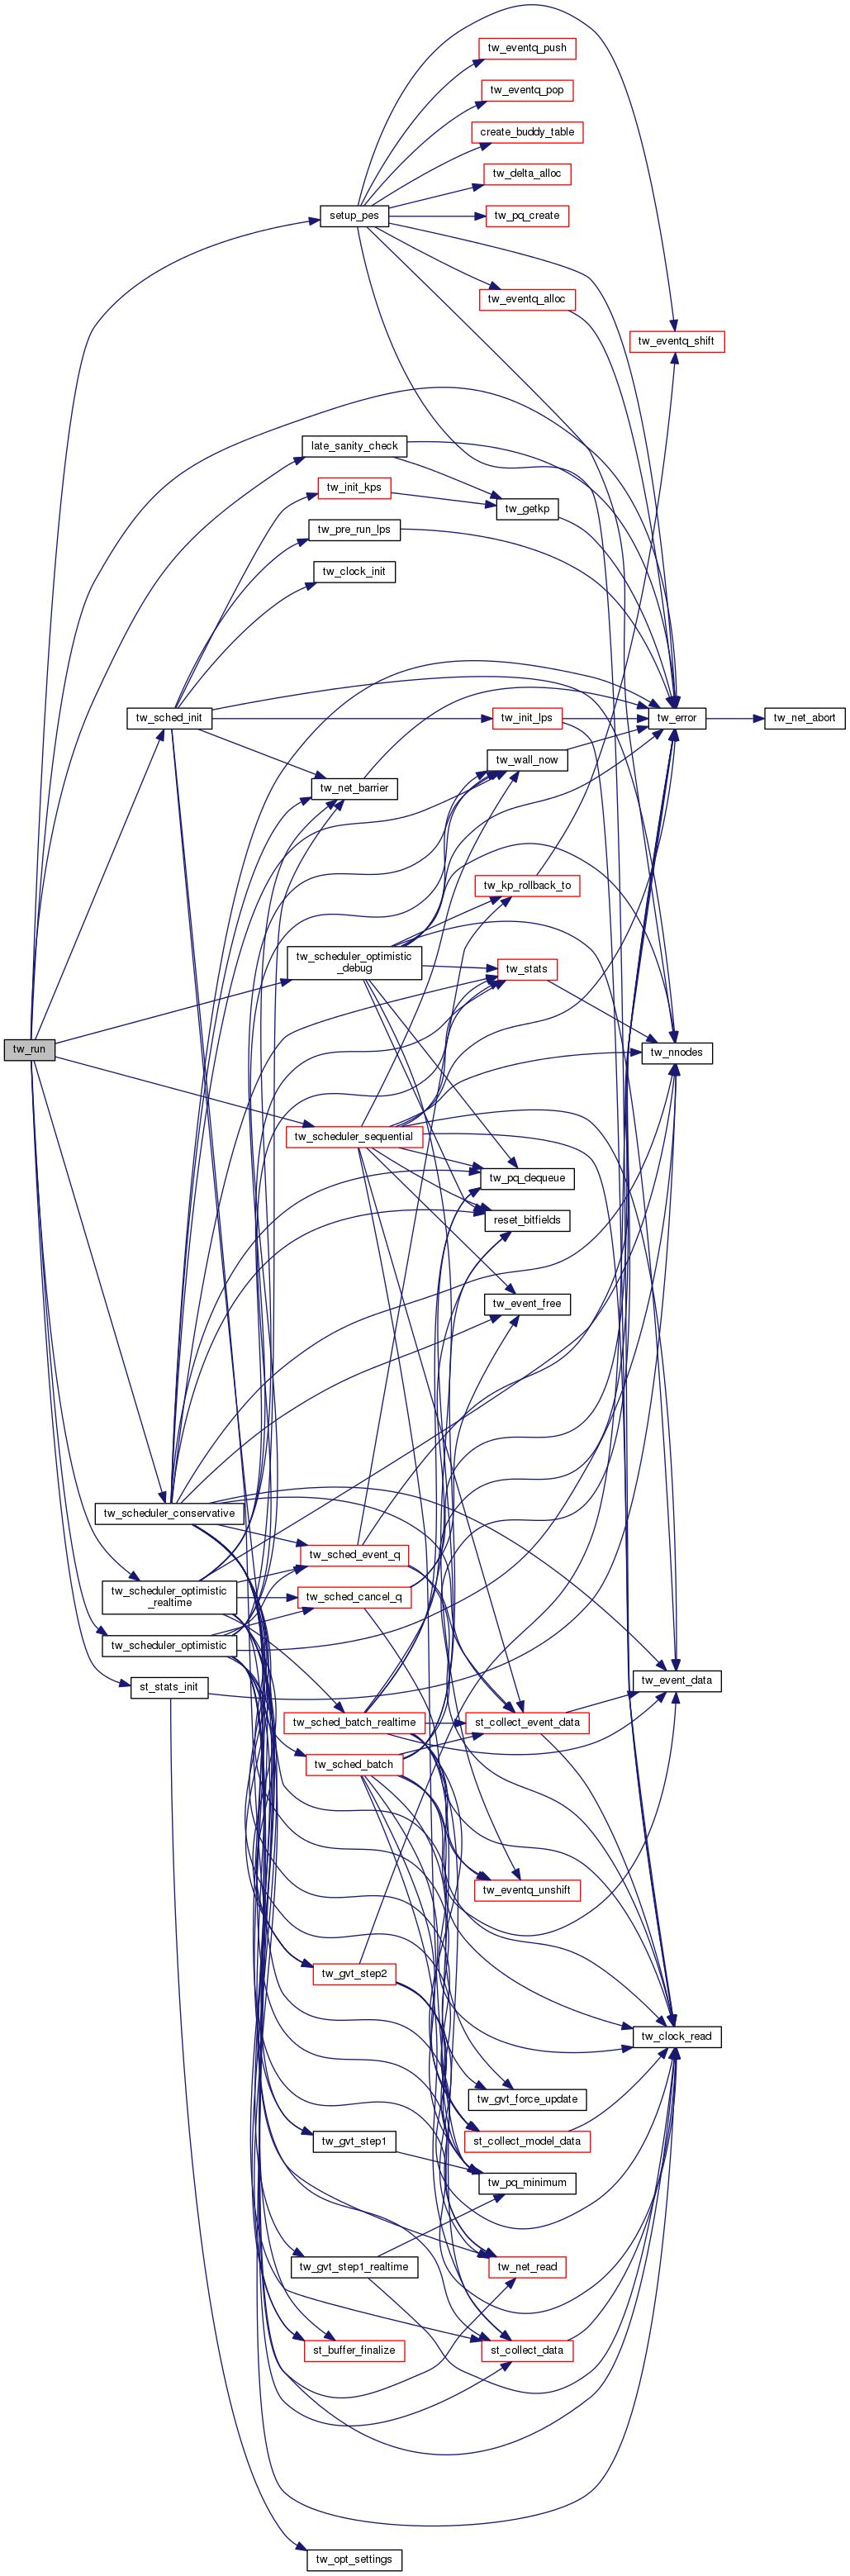 tw_eventq_push
tw_eventq_pop
create_buddy_table
tw_delta_alloc
setup_pes
tw_pq_create
tw_eventq_alloc
tw_eventq_shift
late_sanity_check
tw_init_kps
tw_getkp
tw_pre_run_lps
tw_clock_init
tw_sched_init
tw_init_lps
tw_error
tw_net_abort
tw_wall_now
tw_net_barrier
tw_kp_rollback_to
tw_scheduler_optimistic
_debug
tw_stats
tw_run
tw_nnodes
tw_scheduler_sequential
tw_pq_dequeue
reset_bitfields
tw_event_free
tw_scheduler_conservative
tw_sched_event_q
tw_scheduler_optimistic
_realtime
tw_sched_cancel_q
tw_scheduler_optimistic
tw_event_data
st_stats_init
tw_sched_batch_realtime
st_collect_event_data
tw_sched_batch
tw_eventq_unshift
tw_gvt_step2
tw_clock_read
tw_gvt_force_update
tw_gvt_step1
st_collect_model_data
tw_pq_minimum
tw_gvt_step1_realtime
tw_net_read
st_buffer_finalize
st_collect_data
tw_opt_settings